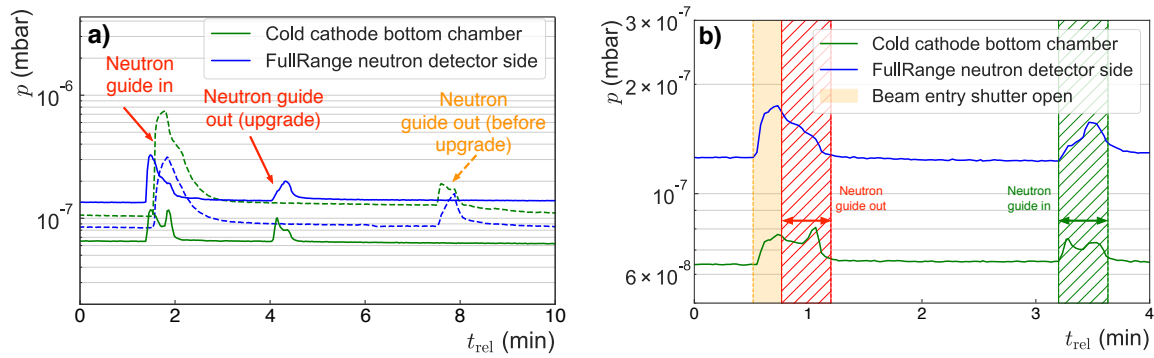 a)
Cold cathode bottom chamber
FullRange neutron detector side
Neutron
guide in
Neutron guide
out (upgrade)
Neutron
guide out (before
upgrade)
p (mbar)
10⁻⁶
10⁻⁷
0 2 4 6 8 10
t_rel (min)
b)
Cold cathode bottom chamber
FullRange neutron detector side
Beam entry shutter open
p (mbar)
3 × 10⁻⁷
2 × 10⁻⁷
10⁻⁷
6 × 10⁻⁸
Neutron
guide out
Neutron
guide in
0 1 2 3 4
t_rel (min)